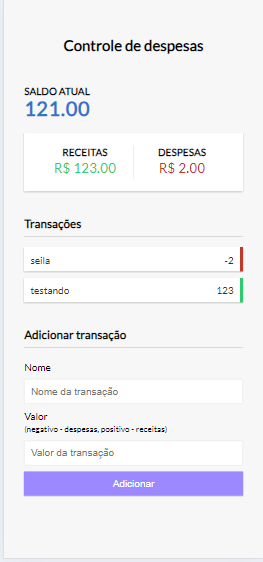 Controle de despesas
SALDO ATUAL
121.00
RECEITAS DESPESAS
R$ 123.00 R$ 2.00
Transações
seila -2
testando 123
Adicionar transação
Nome
Nome da transação
Valor
(negativo - despesas, positivo - receitas)
Valor da transação
Adicionar